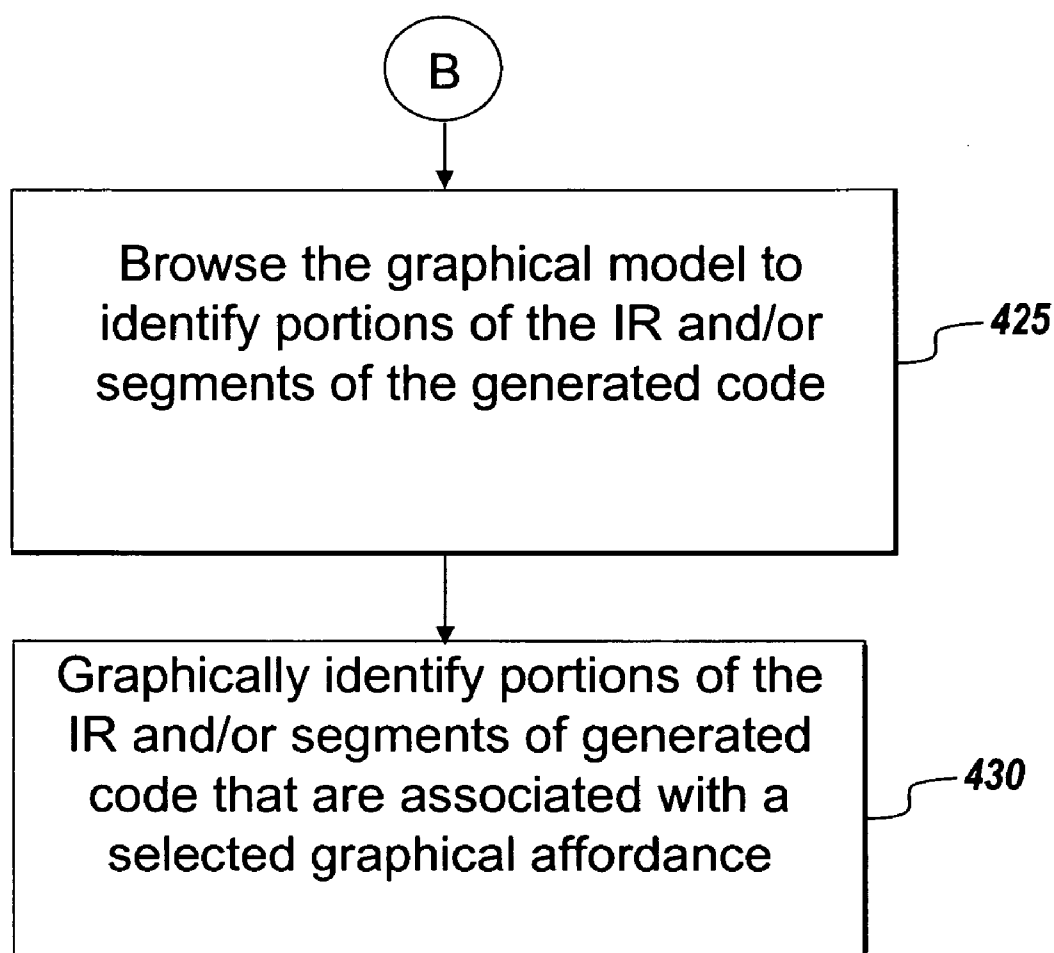 B
Browse the graphical model to
identify portions of the IR and/or
segments of the generated code
425
Graphically identify portions of the
IR and/or segments of generated
code that are associated with a
selected graphical affordance
430